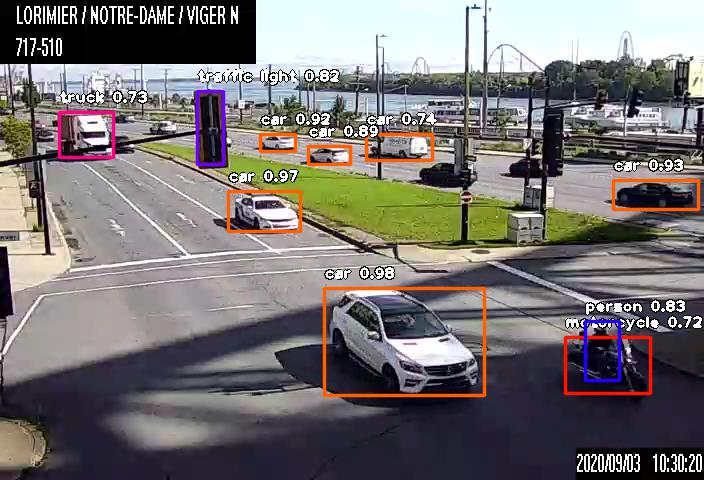 LORIMIER / NOTRE-DAME / VIGER N
717-510
traffic light 0.82
truck 0.73
car 0.92
car 0.74
car 0.89
car 0.93
car 0.97
car 0.98
person 0.83
motorcycle 0.72
2020/09/03 10:30:20